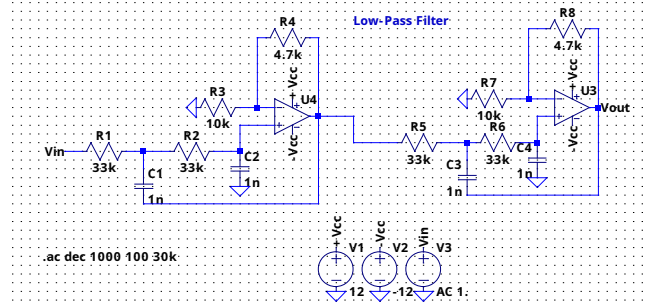 Low-Pass Filter
R4
4.7k
+Vcc
U4
R3
10k
-Vcc
Vin
R1
33k
R2
33k
C1
1n
C2
1n
R8
4.7k
+Vcc
U3
Vout
R7
10k
-Vcc
R5
33k
R6
33k
C3
1n
C4
1n
.ac dec 1000 100 30k
+Vcc
V1
12
-Vcc
V2
-12
Vin
V3
AC 1.